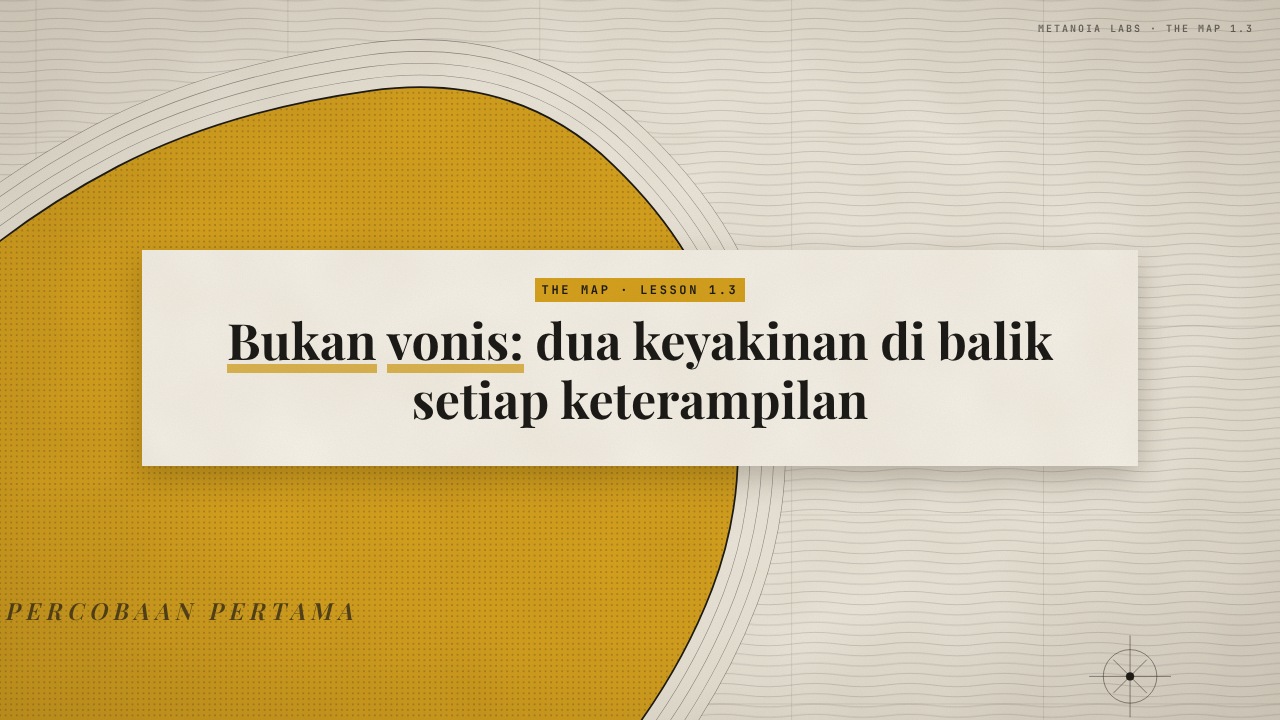 METANOIA LABS · THE MAP 1.3
THE MAP · LESSON 1.3
Bukan vonis: dua keyakinan di balik
setiap keterampilan
PERCOBAAN PERTAMA